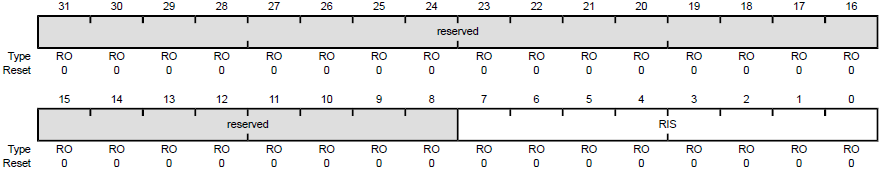 31 30 29 28 27 26 25 24 23 22 21 20 19 18 17 16
reserved
Type RO RO RO RO RO RO RO RO RO RO RO RO RO RO RO RO
Reset 0 0 0 0 0 0 0 0 0 0 0 0 0 0 0 0
15 14 13 12 11 10 9 8 7 6 5 4 3 2 1 0
reserved RIS
Type RO RO RO RO RO RO RO RO RO RO RO RO RO RO RO RO
Reset 0 0 0 0 0 0 0 0 0 0 0 0 0 0 0 0